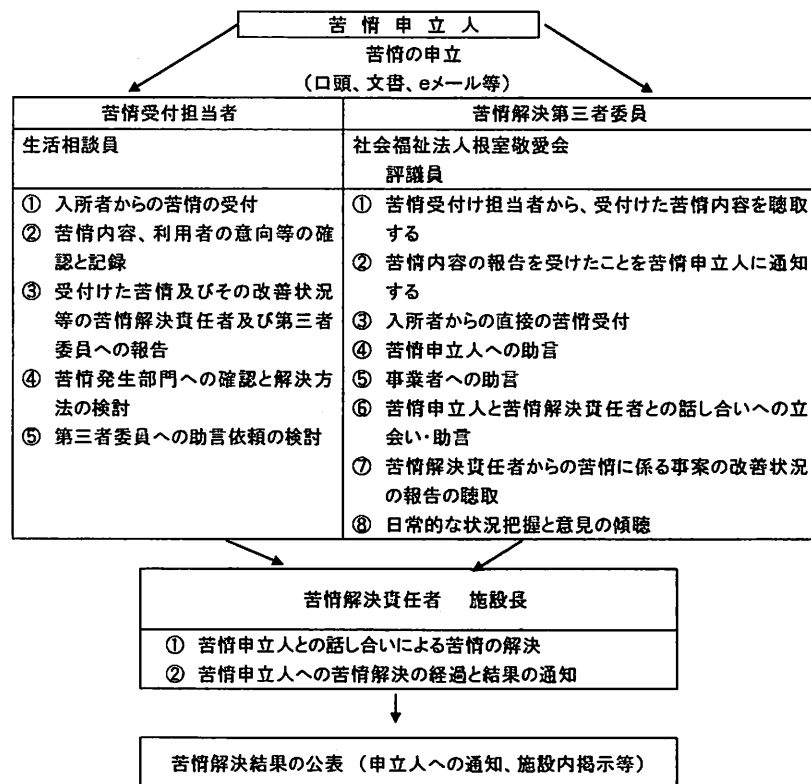 苦情申立人
苦情の申立
（口頭、文書、eメール等）
苦情受付担当者
生活相談員
① 入所者からの苦情の受付
② 苦情内容、利用者の意向等の確
認と記録
③ 受付けた苦情及びその改善状況
等の苦情解決責任者及び第三者
委員への報告
④ 苦情発生部門への確認と解決方
法の検討
⑤ 第三者委員への助言依頼の検討
苦情解決第三者委員
社会福祉法人根室敬愛会
評議員
① 苦情受付け担当者から、受付けた苦情内容を聴取
する
② 苦情内容の報告を受けたことを苦情申立人に通知
する
③ 入所者からの直接の苦情受付
④ 苦情申立人への助言
⑤ 事業者への助言
⑥ 苦情申立人と苦情解決責任者との話し合いへの立
会い・助言
⑦ 苦情解決責任者からの苦情に係る事案の改善状況
の報告の聴取
⑧ 日常的な状況把握と意見の傾聴
苦情解決責任者 施設長
① 苦情申立人との話し合いによる苦情の解決
② 苦情申立人への苦情解決の経過と結果の通知
苦情解決結果の公表 （申立人への通知、施設内掲示等）